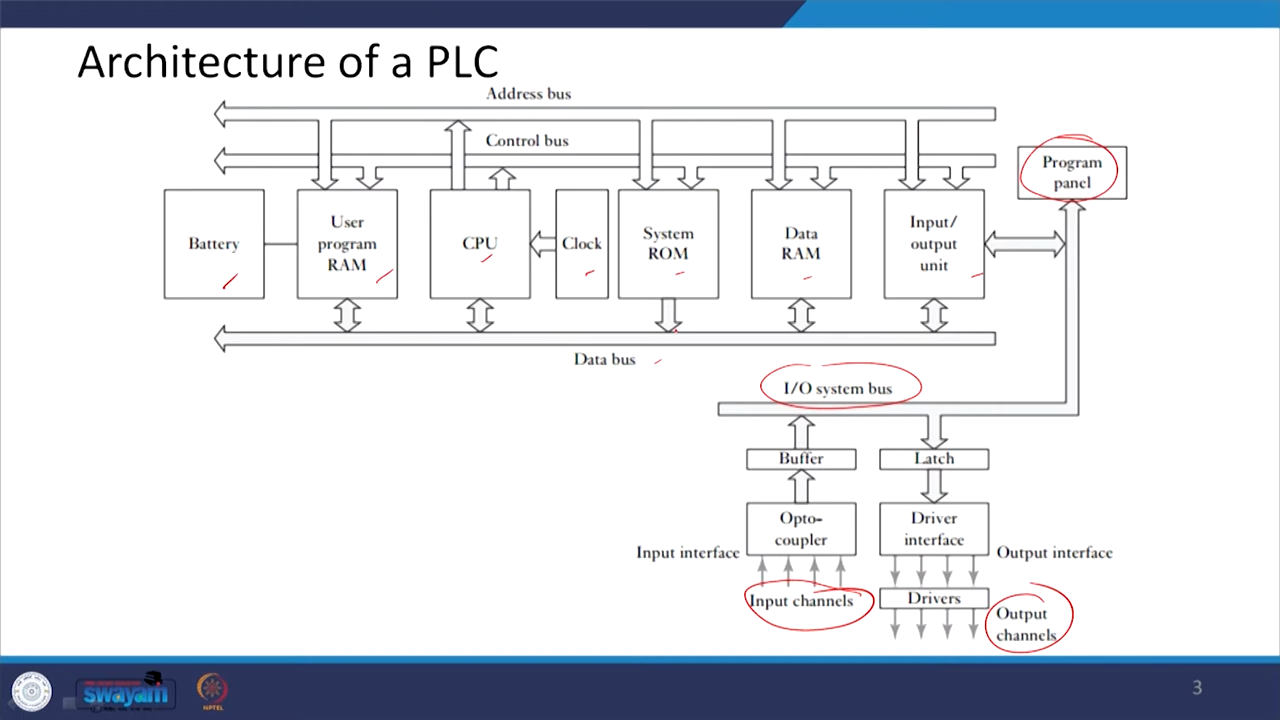 Architecture of a PLC
Address bus
Control bus
Program
panel
Battery
User
program
RAM
CPU
Clock
System
ROM
Data
RAM
Input/
output
unit
Data bus
I/O system bus
Buffer
Latch
Opto-
coupler
Driver
interface
Input interface
Output interface
Input channels
Drivers
Output
channels
swayam
NPTEL
3